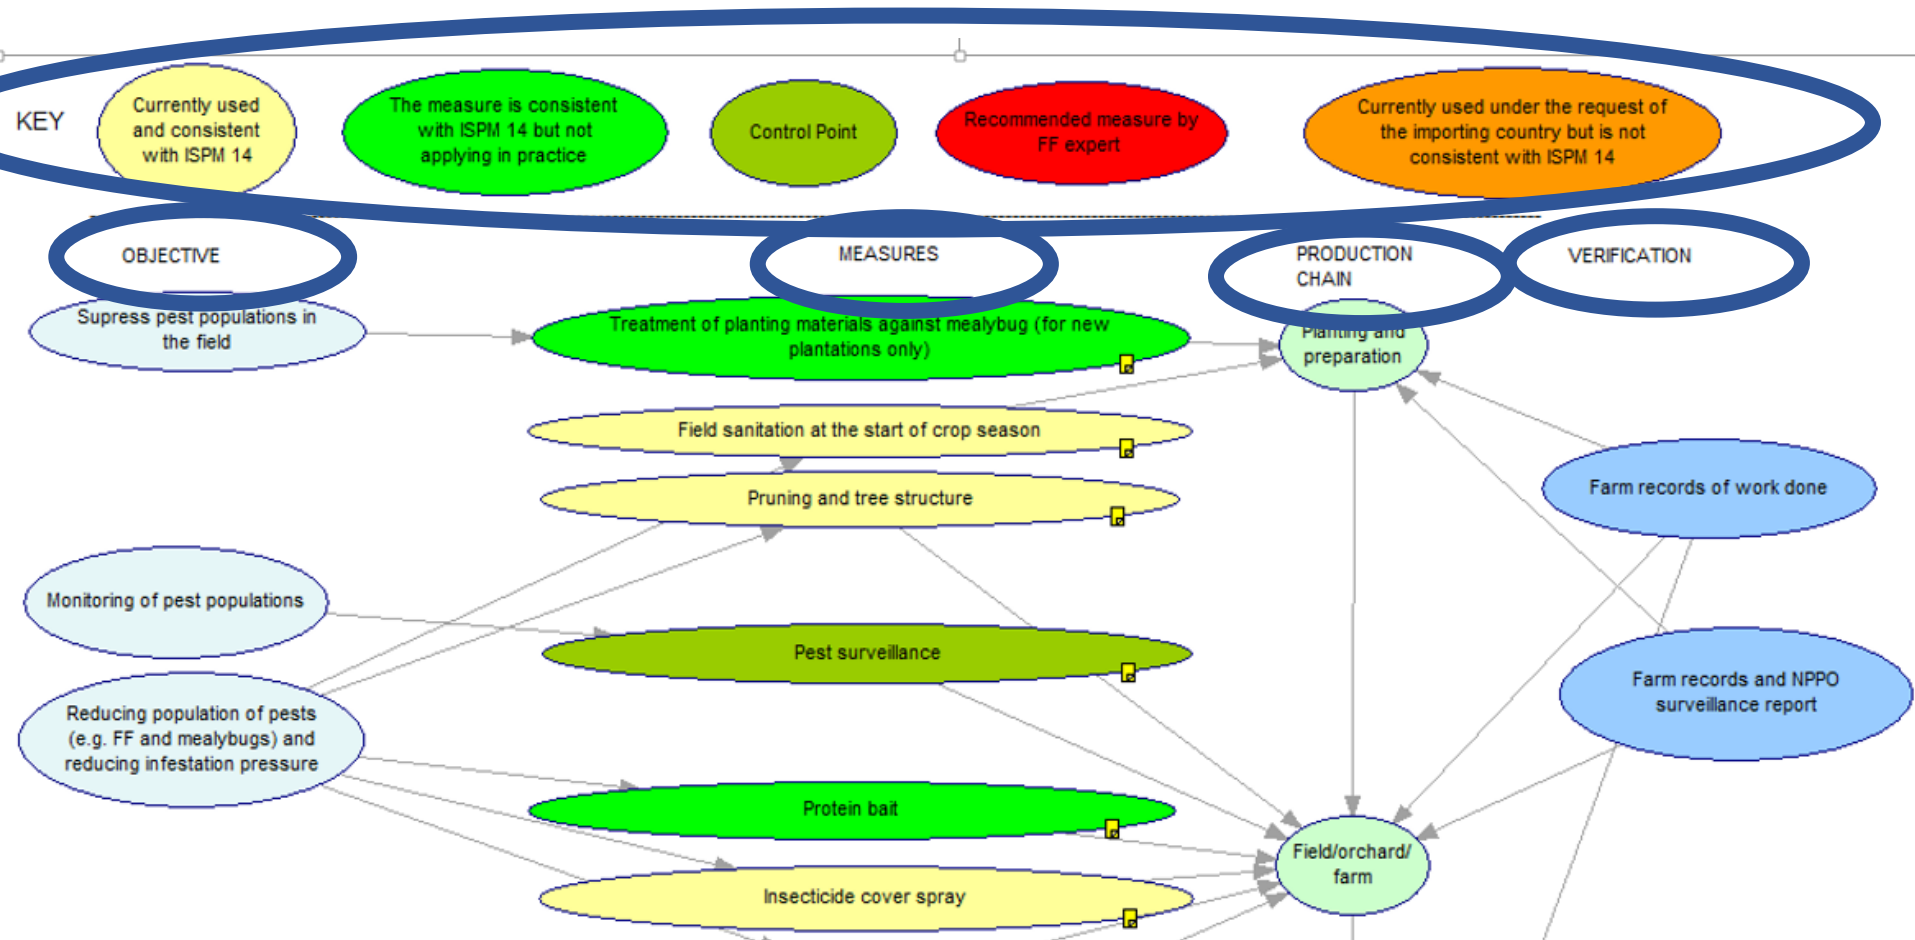 KEY
Currently used
and consistent
with ISPM 14
The measure is consistent
with ISPM 14 but not
applying in practice
Control Point
Recommended measure by
FF expert
Currently used under the request of
the importing country but is not
consistent with ISPM 14
OBJECTIVE
MEASURES
PRODUCTION
CHAIN
VERIFICATION
Supress pest populations in
the field
Treatment of planting materials against mealybug (for new
plantations only)
Planting and
preparation
Field sanitation at the start of crop season
Pruning and tree structure
Farm records of work done
Monitoring of pest populations
Pest surveillance
Farm records and NPPO
surveillance report
Reducing population of pests
(e.g. FF and mealybugs) and
reducing infestation pressure
Protein bait
Field/orchard/
farm
Insecticide cover spray